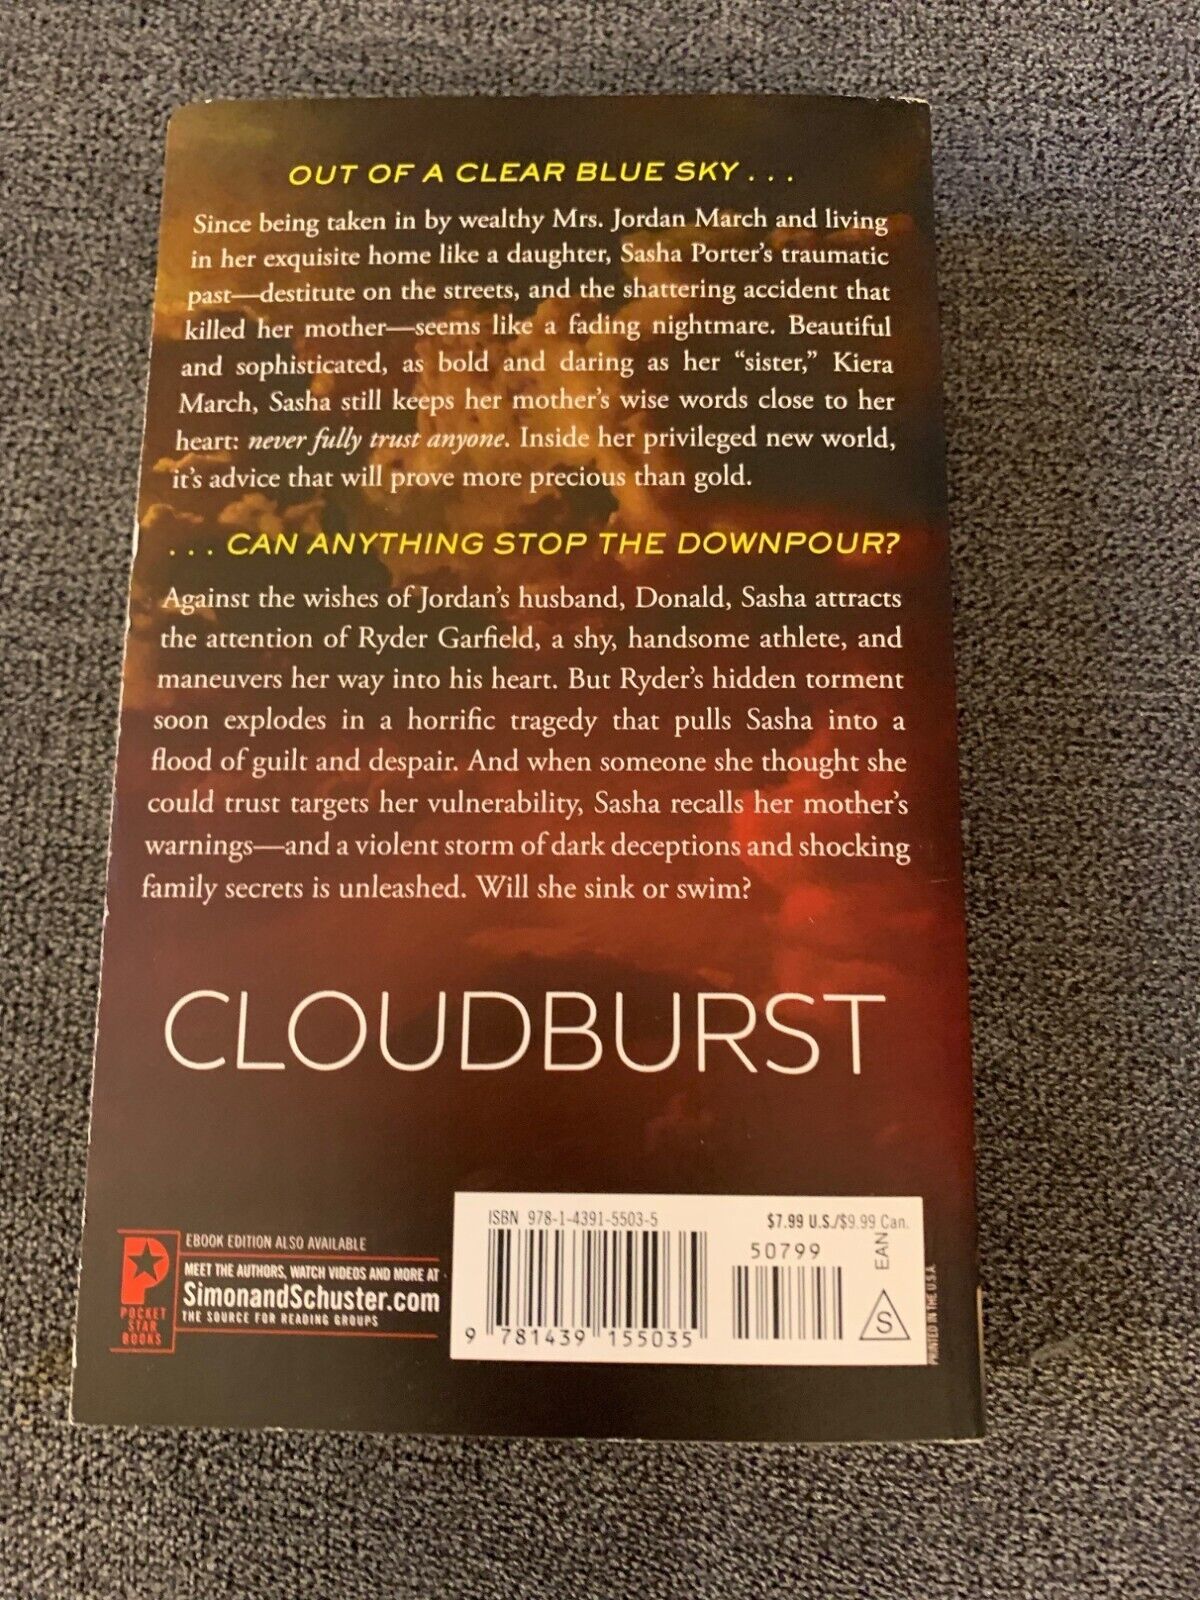 OUT OF A CLEAR BLUE SKY . . .
Since being taken in by wealthy Mrs. Jordan March and living
in her exquisite home like a daughter, Sasha Porter's traumatic
past—destitute on the streets, and the shattering accident that
killed her mother—seems like a fading nightmare. Beautiful
and sophisticated, as bold and daring as her "sister," Kiera
March, Sasha still keeps her mother's wise words close to her
heart: never fully trust anyone. Inside her privileged new world,
it's advice that will prove more precious than gold.
. . . CAN ANYTHING STOP THE DOWNPOUR?
Against the wishes of Jordan's husband, Donald, Sasha attracts
the attention of Ryder Garfield, a shy, handsome athlete, and
maneuvers her way into his heart. But Ryder's hidden torment
soon explodes in a horrific tragedy that pulls Sasha into a
flood of guilt and despair. And when someone she thought she
could trust targets her vulnerability, Sasha recalls her mother's
warnings—and a violent storm of dark deceptions and shocking
family secrets is unleashed. Will she sink or swim?
CLOUDBURST
P
POCKET
STAR
BOOKS
EBOOK EDITION ALSO AVAILABLE
MEET THE AUTHORS, WATCH VIDEOS AND MORE AT
SimonandSchuster.com
THE SOURCE FOR READING GROUPS
ISBN 978-1-4391-5503-5
$7.99 U.S./$9.99 Can.
50799
EAN
S
9 781439 155035
PRINTED IN THE U.S.A.